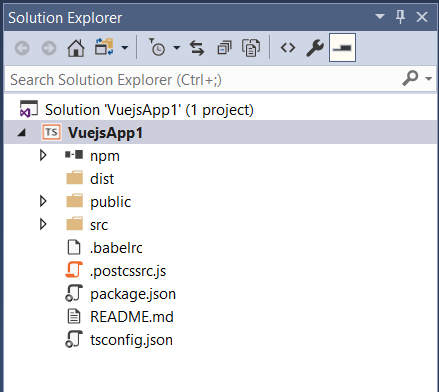 Solution Explorer
Search Solution Explorer (Ctrl+;)
Solution 'VuejsApp1' (1 project)
TS VuejsApp1
npm
dist
public
src
.babelrc
.postcssrc.js
package.json
README.md
tsconfig.json